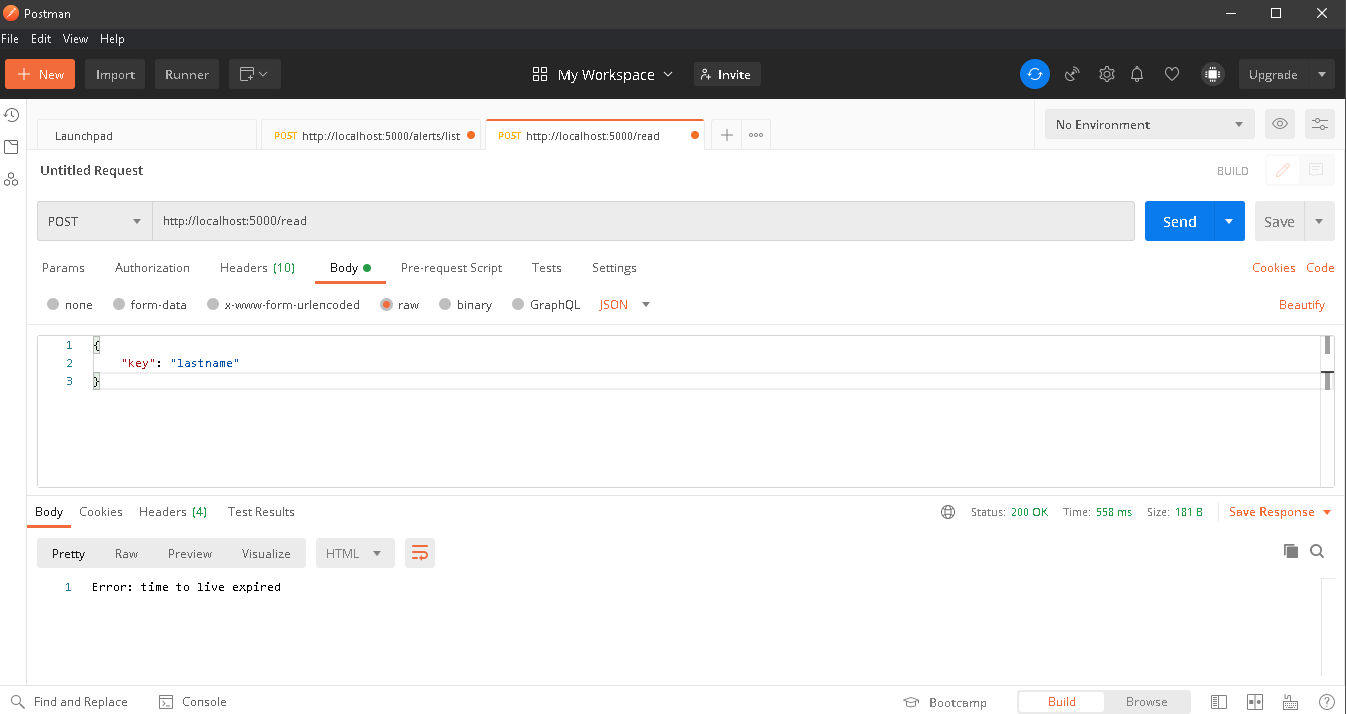 Postman
File Edit View Help
New Import Runner My Workspace Invite Upgrade
Launchpad POST http://localhost:5000/alerts/list POST http://localhost:5000/read No Environment
Untitled Request BUILD
POST http://localhost:5000/read Send Save
Params Authorization Headers (10) Body Pre-request Script Tests Settings Cookies Code
none form-data x-www-form-urlencoded raw binary GraphQL JSON Beautify
1 {
2 "key": "lastname"
3 }
Body Cookies Headers (4) Test Results Status: 200 OK Time: 558 ms Size: 181 B Save Response
Pretty Raw Preview Visualize HTML
1 Error: time to live expired
Find and Replace Console Bootcamp Build Browse